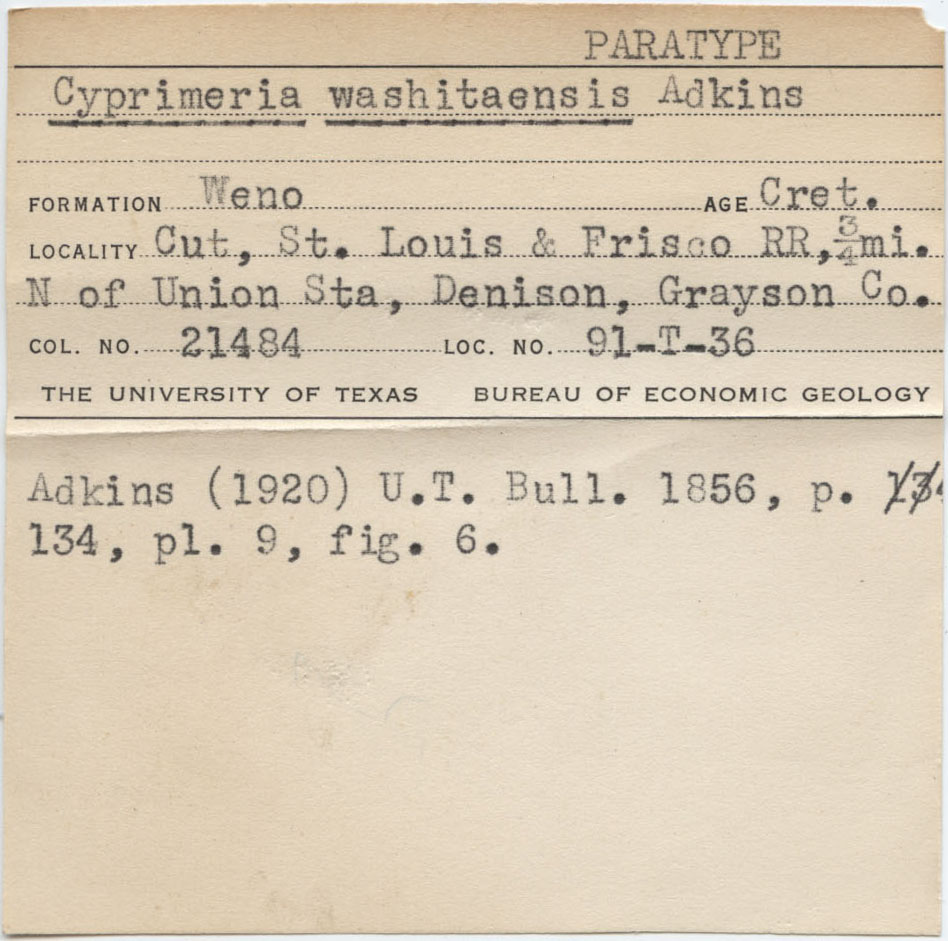 PARATYPE
Cyprimeria washitaensis Adkins
FORMATION Weno AGE Cret.
LOCALITY Cut, St. Louis & Frisco RR, 3/4 mi.
N of Union Sta, Denison, Grayson Co.
COL. NO. 21484 LOC. NO. 91-T-36
THE UNIVERSITY OF TEXAS BUREAU OF ECONOMIC GEOLOGY
Adkins (1920) U.T. Bull. 1856, p.
134, pl. 9, fig. 6.